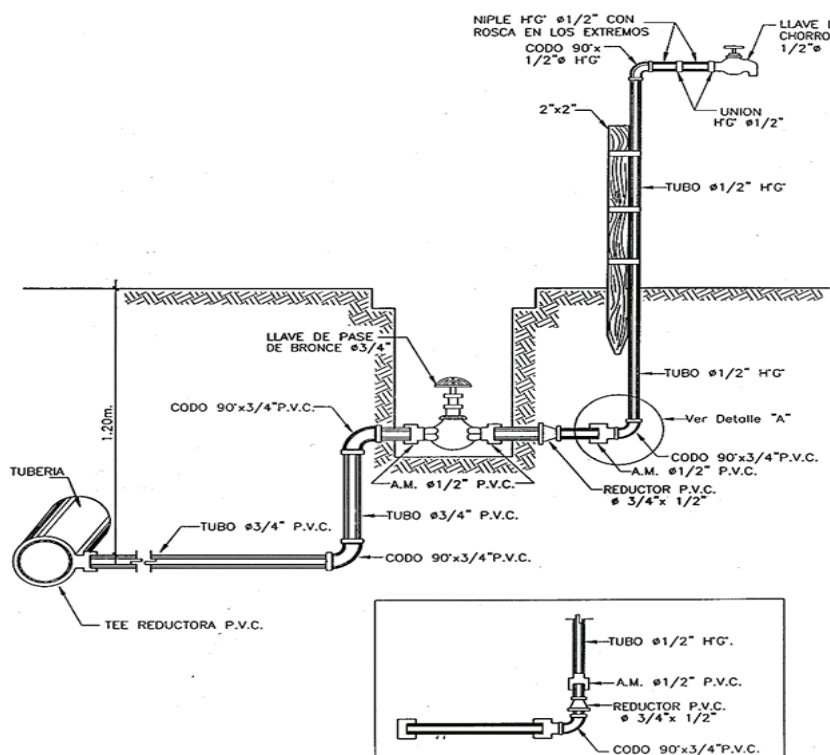 NIPLE H'G' ø1/2" CON
ROSCA EN LOS EXTREMOS
CODO 90°x
1/2"ø H'G'
LLAVE D
CHORRO
1/2"ø
UNION
H'G' ø1/2"
2"x2"
TUBO ø1/2" H'G'
LLAVE DE PASE
DE BRONCE ø3/4"
TUBO ø1/2" H'G'
CODO 90°x3/4"P.V.C.
Ver Detalle "A"
1.20m.
CODO 90°x3/4"P.V.C.
TUBERIA
A.M. ø1/2" P.V.C.
A.M. ø1/2" P.V.C.
REDUCTOR P.V.C.
ø 3/4"x 1/2"
TUBO ø3/4" P.V.C.
TUBO ø3/4" P.V.C.
CODO 90°x3/4"P.V.C.
TEE REDUCTORA P.V.C.
TUBO ø1/2" H'G'.
A.M. ø1/2" P.V.C.
REDUCTOR P.V.C.
ø 3/4"x 1/2"
CODO 90°x3/4"P.V.C.